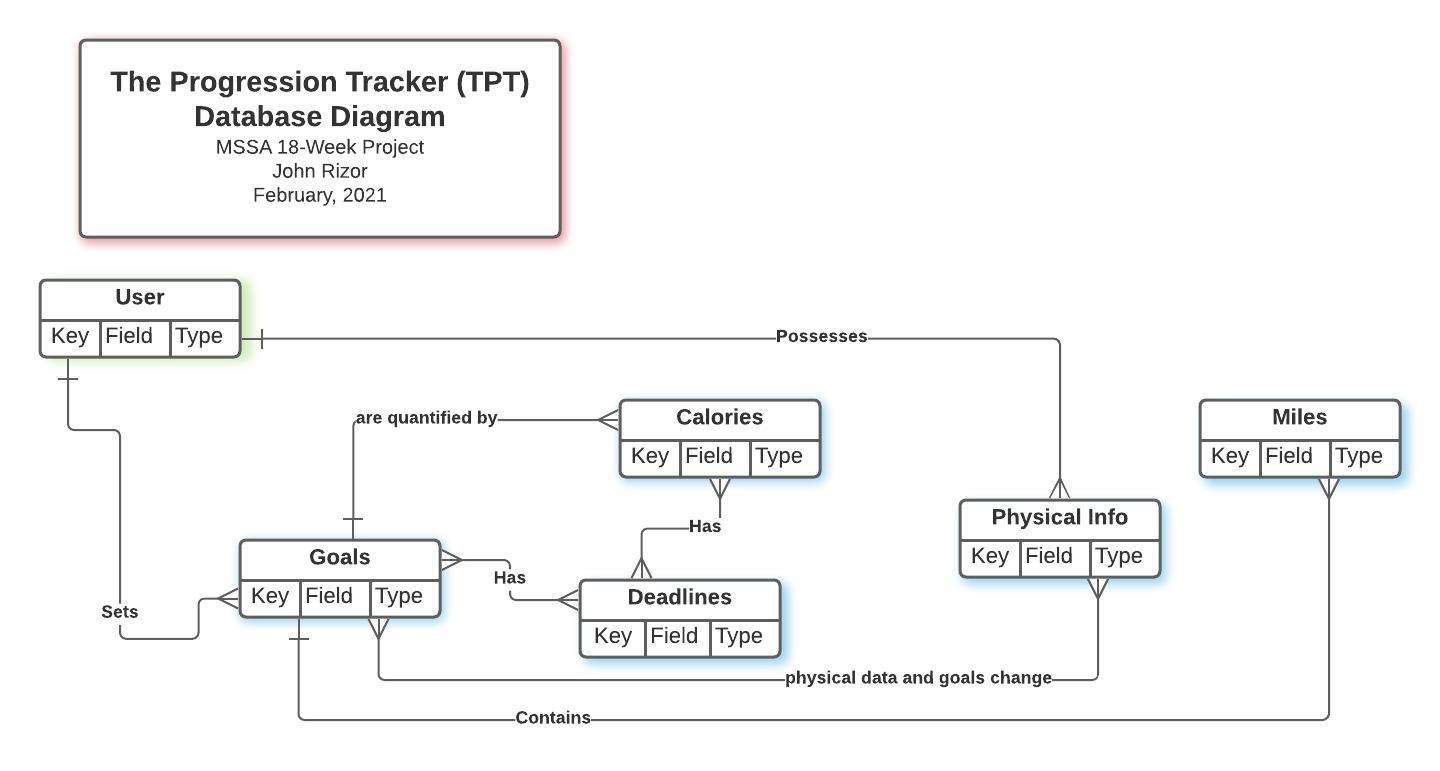 The Progression Tracker (TPT)
Database Diagram
MSSA 18-Week Project
John Rizor
February, 2021
User
Key Field Type
Possesses
are quantified by
Calories
Key Field Type
Miles
Key Field Type
Physical Info
Key Field Type
Has
Goals
Key Field Type
Has
Deadlines
Key Field Type
Sets
physical data and goals change
Contains